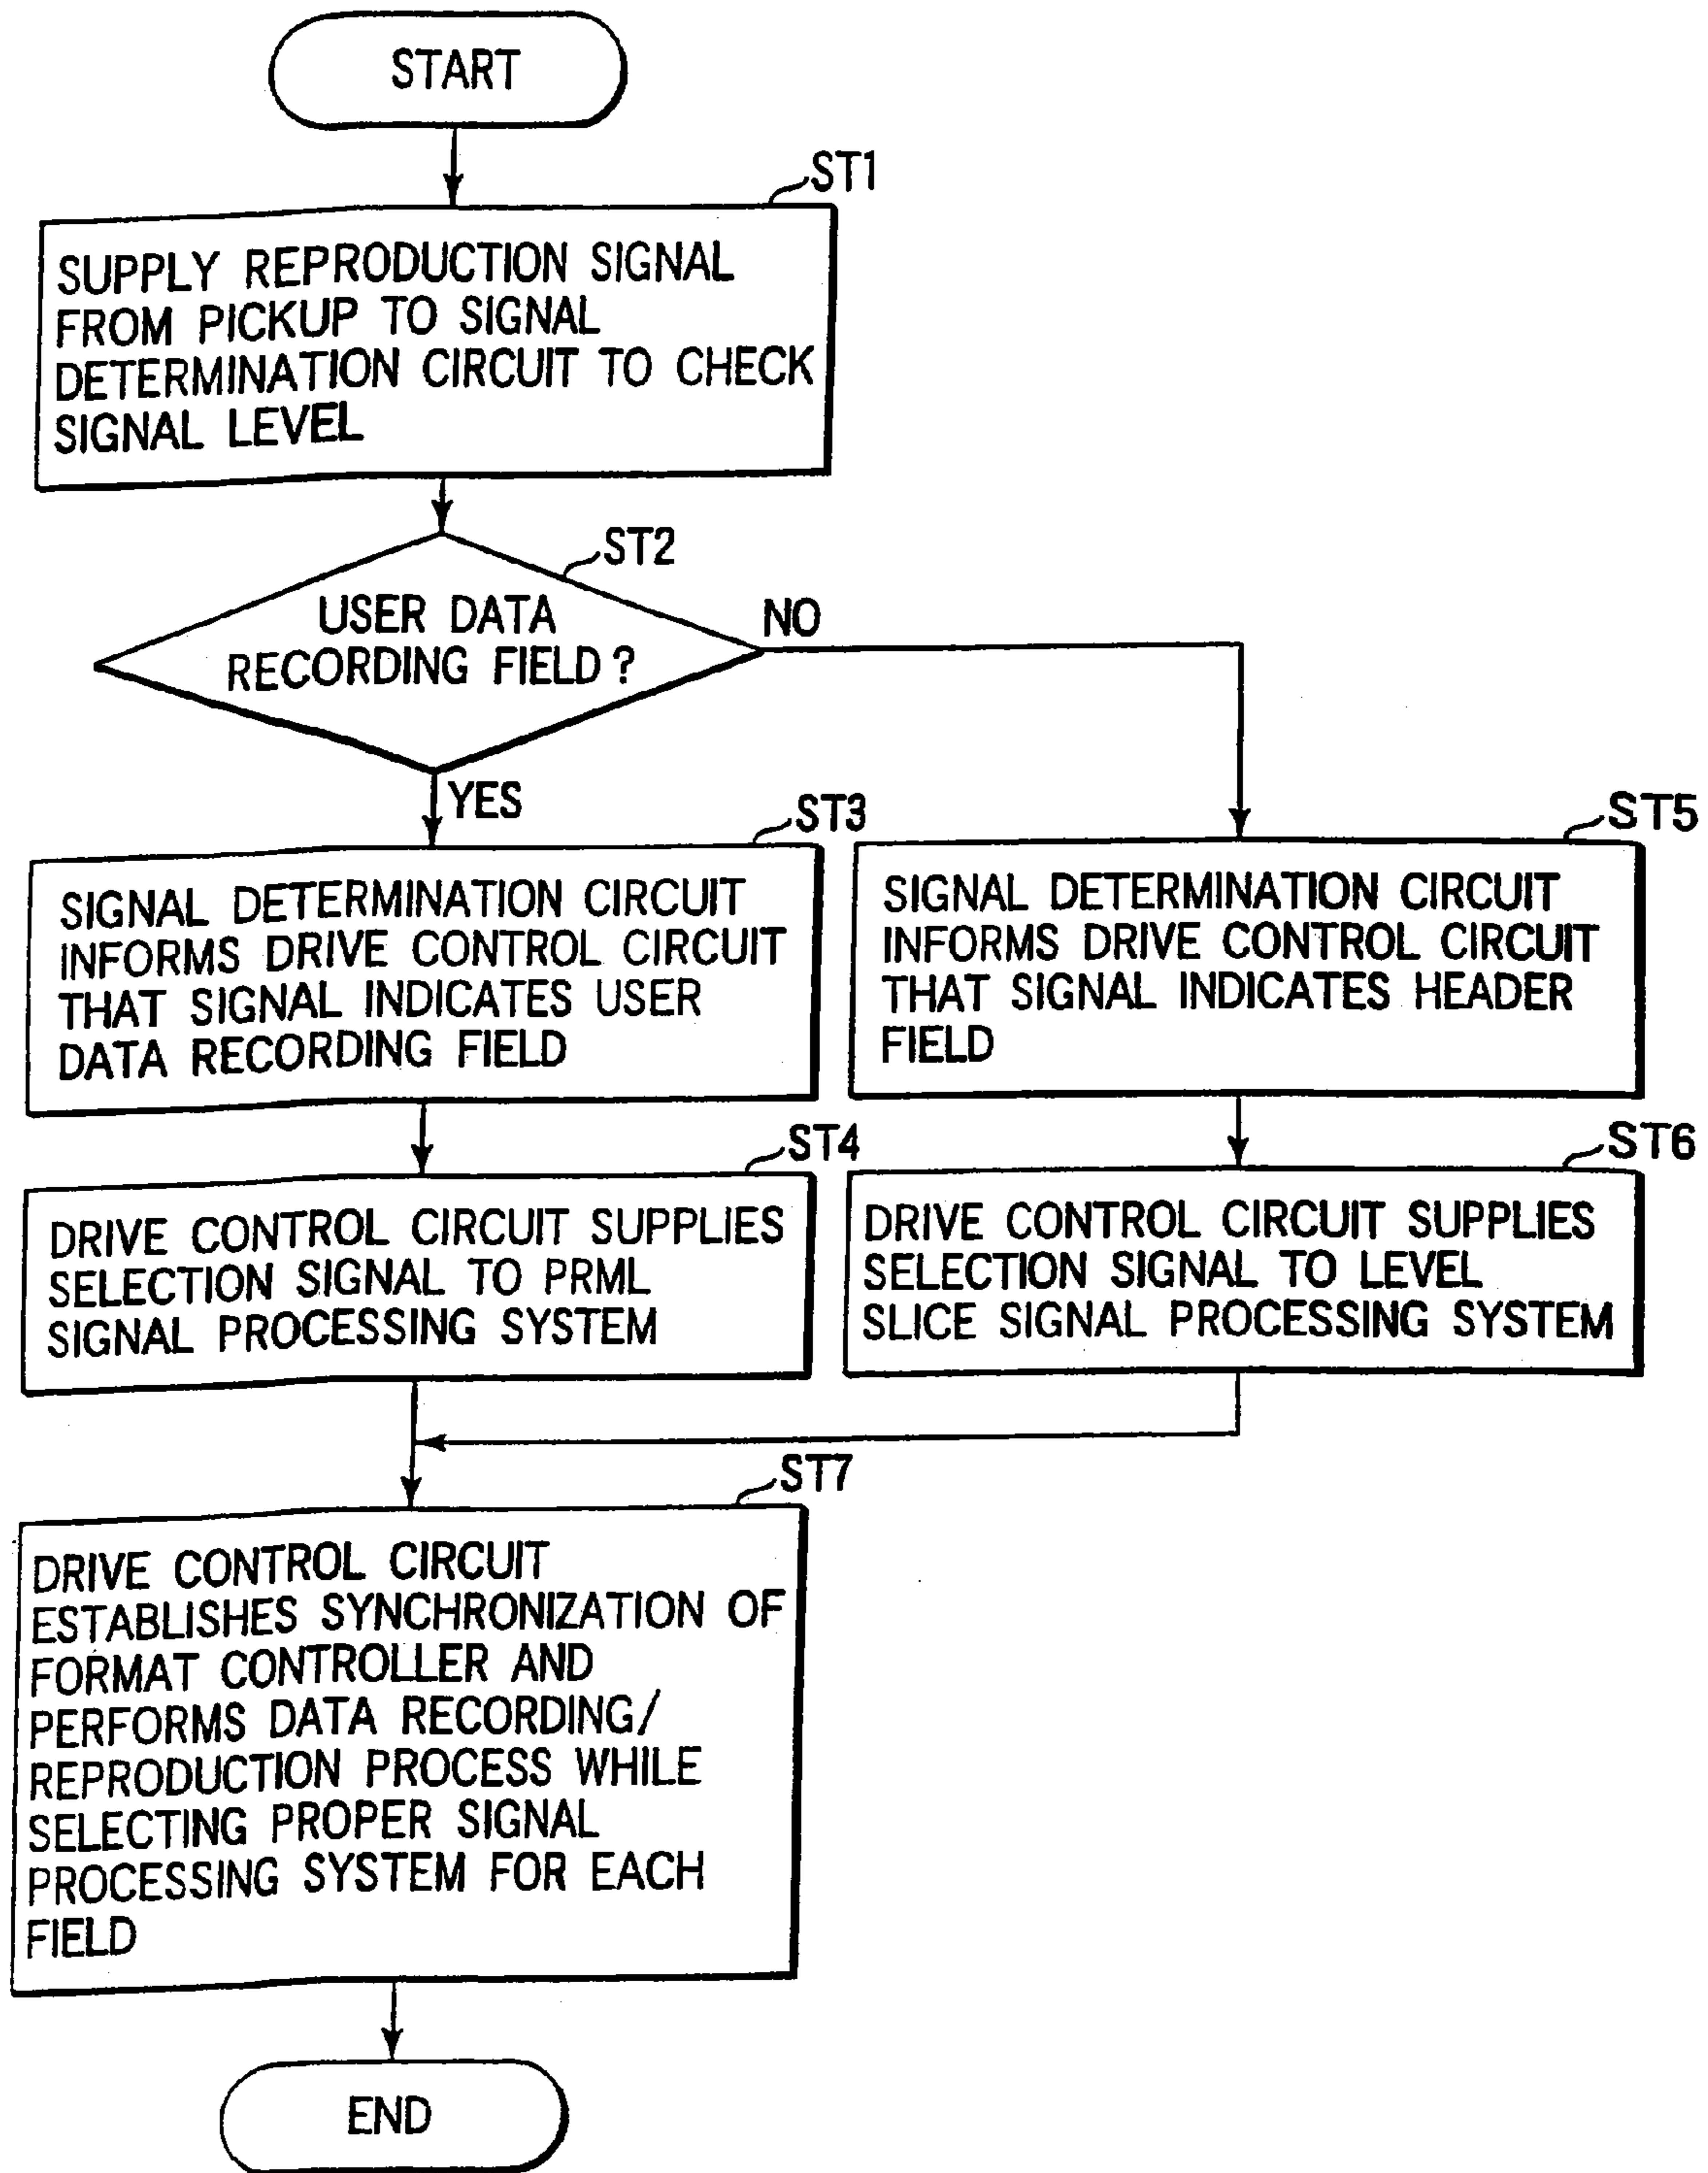 START
ST1
SUPPLY REPRODUCTION SIGNAL
FROM PICKUP TO SIGNAL
DETERMINATION CIRCUIT TO CHECK
SIGNAL LEVEL
ST2
USER DATA
RECORDING FIELD?
NO
YES
ST3
SIGNAL DETERMINATION CIRCUIT
INFORMS DRIVE CONTROL CIRCUIT
THAT SIGNAL INDICATES USER
DATA RECORDING FIELD
ST5
SIGNAL DETERMINATION CIRCUIT
INFORMS DRIVE CONTROL CIRCUIT
THAT SIGNAL INDICATES HEADER
FIELD
ST4
DRIVE CONTROL CIRCUIT SUPPLIES
SELECTION SIGNAL TO PRML
SIGNAL PROCESSING SYSTEM
ST6
DRIVE CONTROL CIRCUIT SUPPLIES
SELECTION SIGNAL TO LEVEL
SLICE SIGNAL PROCESSING SYSTEM
ST7
DRIVE CONTROL CIRCUIT
ESTABLISHES SYNCHRONIZATION OF
FORMAT CONTROLLER AND
PERFORMS DATA RECORDING/
REPRODUCTION PROCESS WHILE
SELECTING PROPER SIGNAL
PROCESSING SYSTEM FOR EACH
FIELD
END